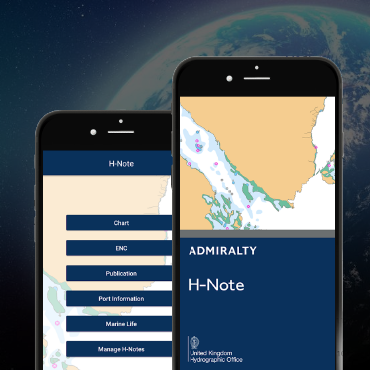 H-Note
Chart
ENC
Publication
Port Information
Marine Life
Manage H-Notes
ADMIRALTY
H-Note
United Kingdom
Hydrographic Office